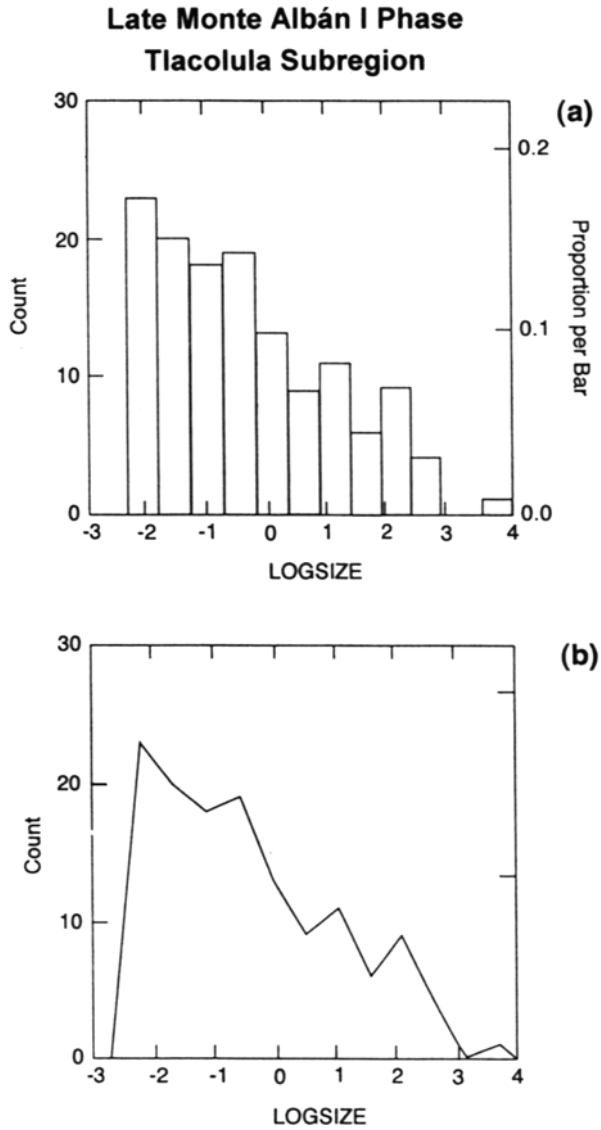 Late Monte Albán I Phase
Tlacolula Subregion
(a)
30
20
10
0
Count
0.2
0.1
0.0
Proportion per Bar
-3 -2 -1 0 1 2 3 4
LOGSIZE
(b)
30
20
10
0
Count
-3 -2 -1 0 1 2 3 4
LOGSIZE